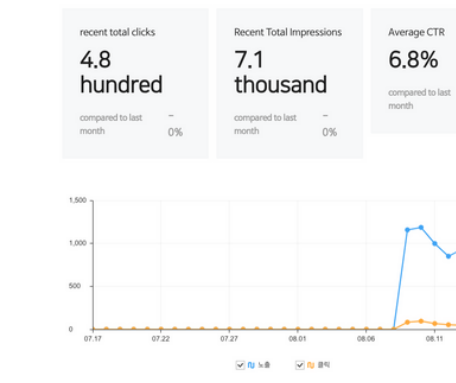 recent total clicks
4.8
hundred
compared to last
month
–
0%
Recent Total Impressions
7.1
thousand
compared to last
month
–
0%
Average CTR
6.8%
compared to last
month
1,500
1,000
500
0
07.17 07.22 07.27 08.01 08.06 08.11
노출 클릭